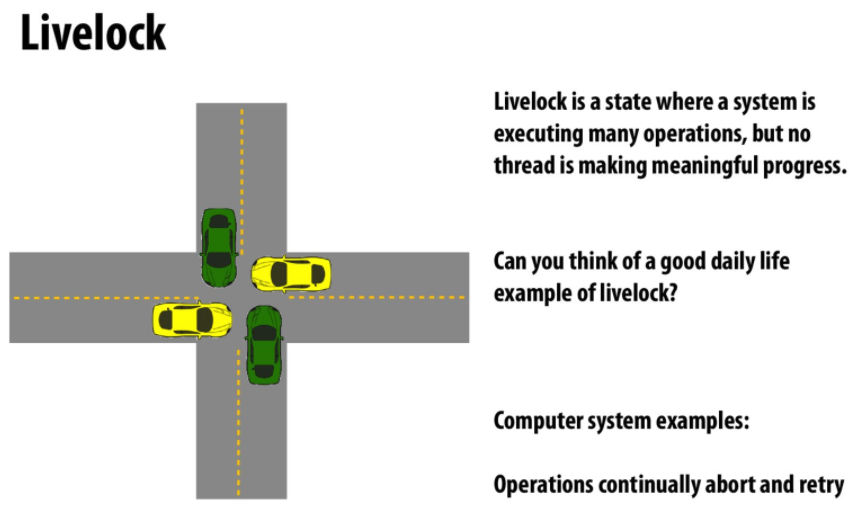 Livelock
Livelock is a state where a system is
executing many operations, but no
thread is making meaningful progress.
Can you think of a good daily life
example of livelock?
Computer system examples:
Operations continually abort and retry